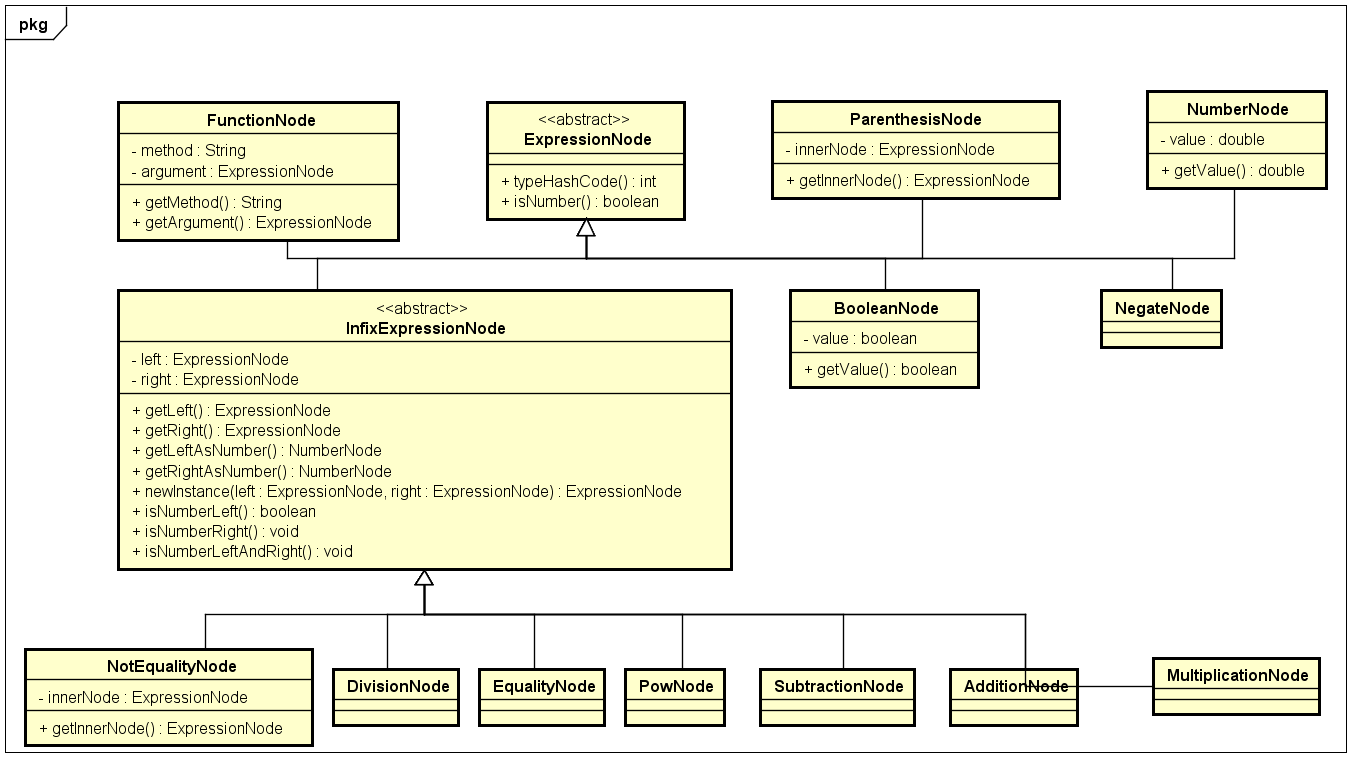 pkg
FunctionNode
- method : String
- argument : ExpressionNode
+ getMethod() : String
+ getArgument() : ExpressionNode
<<abstract>>
ExpressionNode
+ typeHashCode() : int
+ isNumber() : boolean
ParenthesisNode
- innerNode : ExpressionNode
+ getInnerNode() : ExpressionNode
NumberNode
- value : double
+ getValue() : double
<<abstract>>
InfixExpressionNode
- left : ExpressionNode
- right : ExpressionNode
+ getLeft() : ExpressionNode
+ getRight() : ExpressionNode
+ getLeftAsNumber() : NumberNode
+ getRightAsNumber() : NumberNode
+ newInstance(left : ExpressionNode, right : ExpressionNode) : ExpressionNode
+ isNumberLeft() : boolean
+ isNumberRight() : void
+ isNumberLeftAndRight() : void
BooleanNode
- value : boolean
+ getValue() : boolean
NegateNode
NotEqualityNode
- innerNode : ExpressionNode
+ getInnerNode() : ExpressionNode
DivisionNode
EqualityNode
PowNode
SubtractionNode
AdditionNode
MultiplicationNode